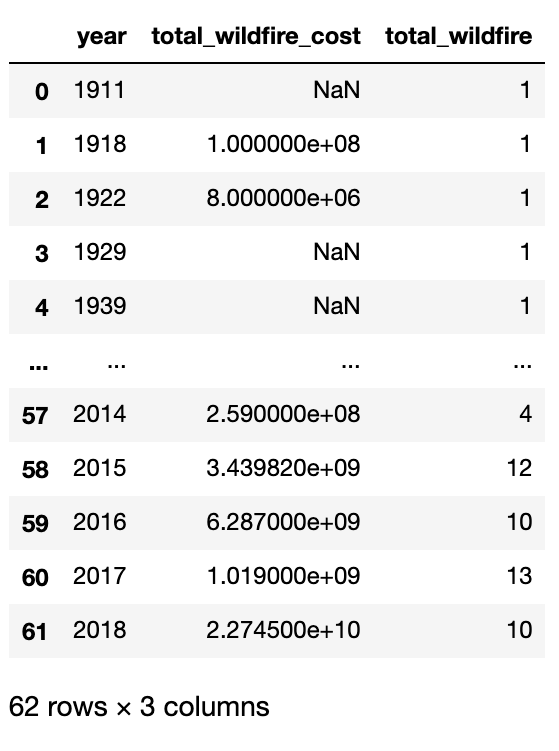 year total_wildfire_cost total_wildfire
0 1911 NaN 1
1 1918 1.000000e+08 1
2 1922 8.000000e+06 1
3 1929 NaN 1
4 1939 NaN 1
... ... ... ...
57 2014 2.590000e+08 4
58 2015 3.439820e+09 12
59 2016 6.287000e+09 10
60 2017 1.019000e+09 13
61 2018 2.274500e+10 10
62 rows × 3 columns